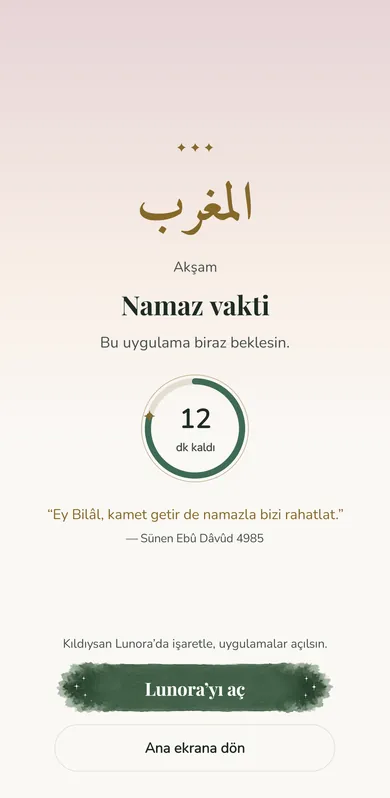 المغرب
Akşam
Namaz vakti
Bu uygulama biraz beklesin.
12
dk kaldı
“Ey Bilâl, kamet getir de namazla bizi rahatlat.”
— Sünen Ebû Dâvûd 4985
Kıldıysan Lunora’da işaretle, uygulamalar açılsın.
Lunora’yı aç
Ana ekrana dön